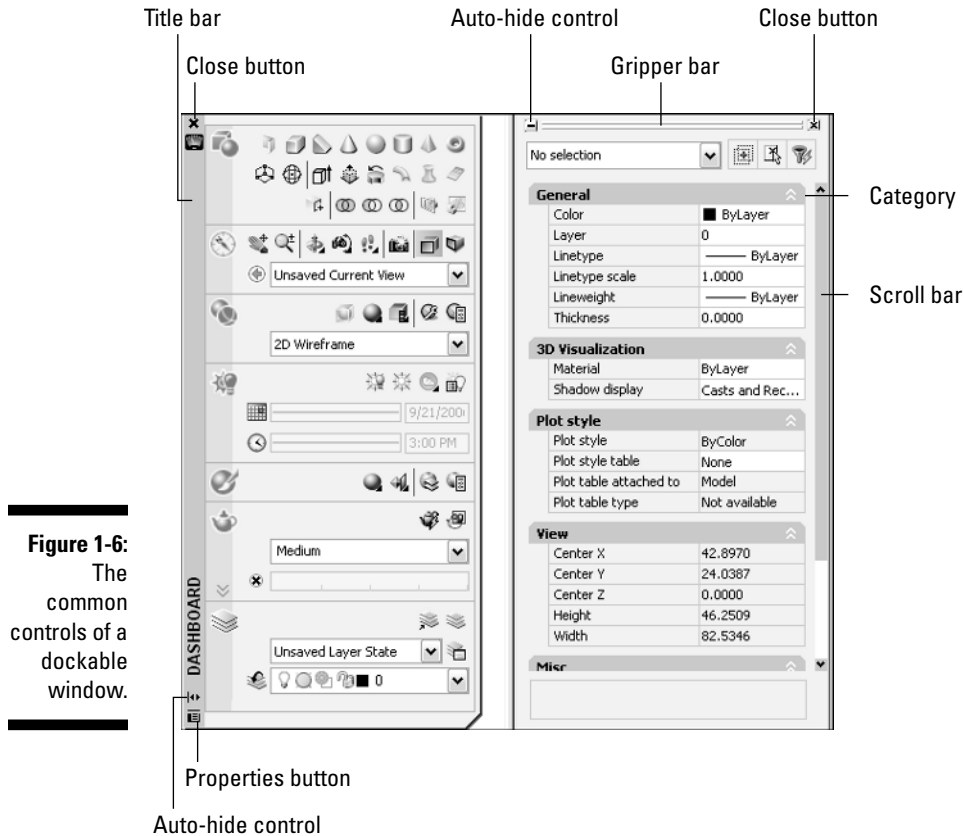 Title bar
Auto-hide control
Close button
Close button
Gripper bar
No selection
General
Category
Color ByLayer
Layer 0
Linetype ByLayer
Scroll bar
Linetype scale 1.0000
Lineweight ByLayer
Thickness 0.0000
3D Visualization
Material ByLayer
Shadow display Casts and Rec...
Plot style
Plot style ByColor
Plot style table None
Plot table attached to Model
Plot table type Not available
View
Center X 42.8970
Center Y 24.0387
Center Z 0.0000
Height 46.2509
Width 82.5346
Misc
Unsaved Current View
2D Wireframe
9/21/200
3:00 PM
Medium
Unsaved Layer State
0
DASHBOARD
Figure 1-6:
The
common
controls of a
dockable
window.
Properties button
Auto-hide control